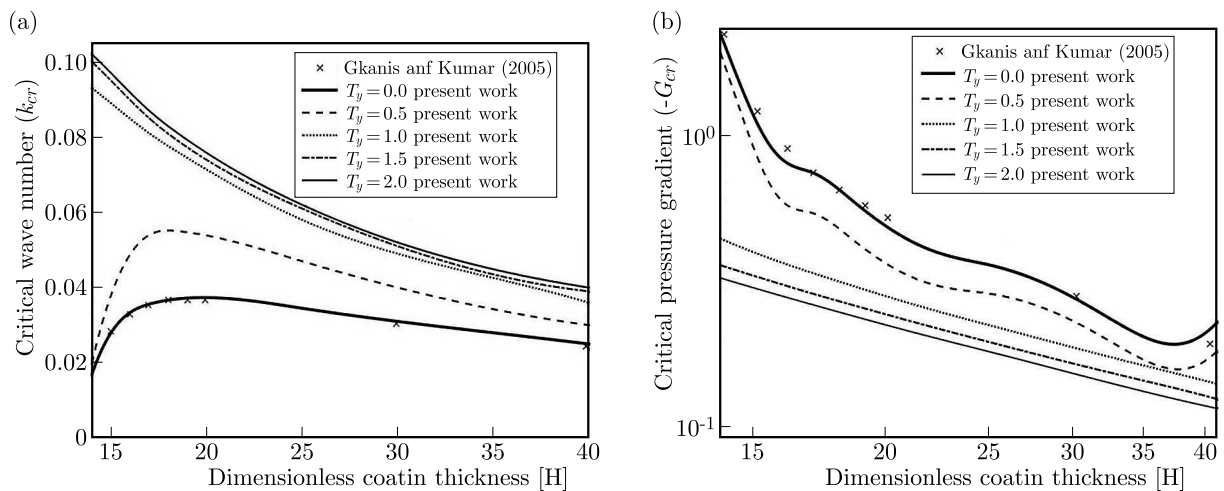 (a)
Critical wave number (k_cr)
0.10
0.08
0.06
0.04
0.02
0
15
20
25
30
35
40
Dimensionless coatin thickness [H]
Gkanis anf Kumar (2005)
T_y = 0.0 present work
T_y = 0.5 present work
T_y = 1.0 present work
T_y = 1.5 present work
T_y = 2.0 present work
(b)
Critical pressure gradient (-G_cr)
10^0
10^-1
15
20
25
30
35
40
Dimensionless coatin thickness [H]
Gkanis anf Kumar (2005)
T_y = 0.0 present work
T_y = 0.5 present work
T_y = 1.0 present work
T_y = 1.5 present work
T_y = 2.0 present work